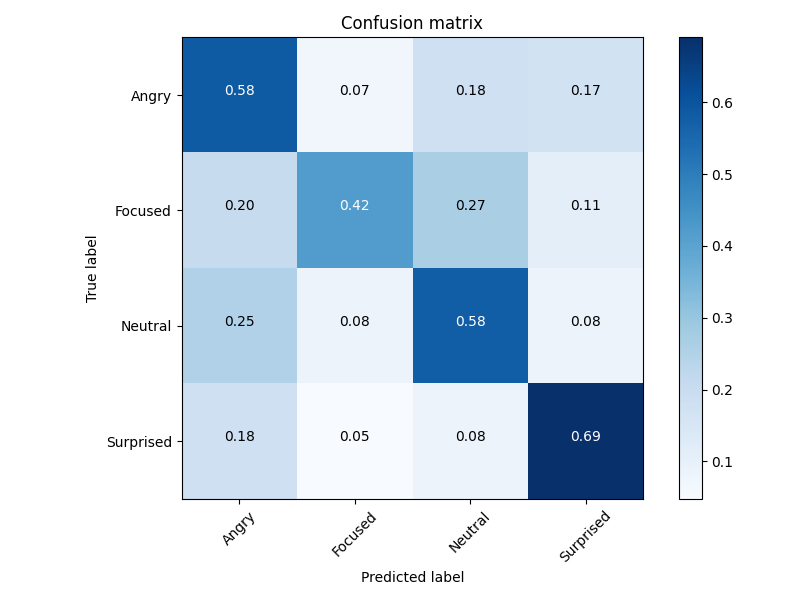 Confusion matrix
Angry 0.58 0.07 0.18 0.17
Focused 0.20 0.42 0.27 0.11
Neutral 0.25 0.08 0.58 0.08
Surprised 0.18 0.05 0.08 0.69
True label
Angry Focused Neutral Surprised
Predicted label
0.6
0.5
0.4
0.3
0.2
0.1